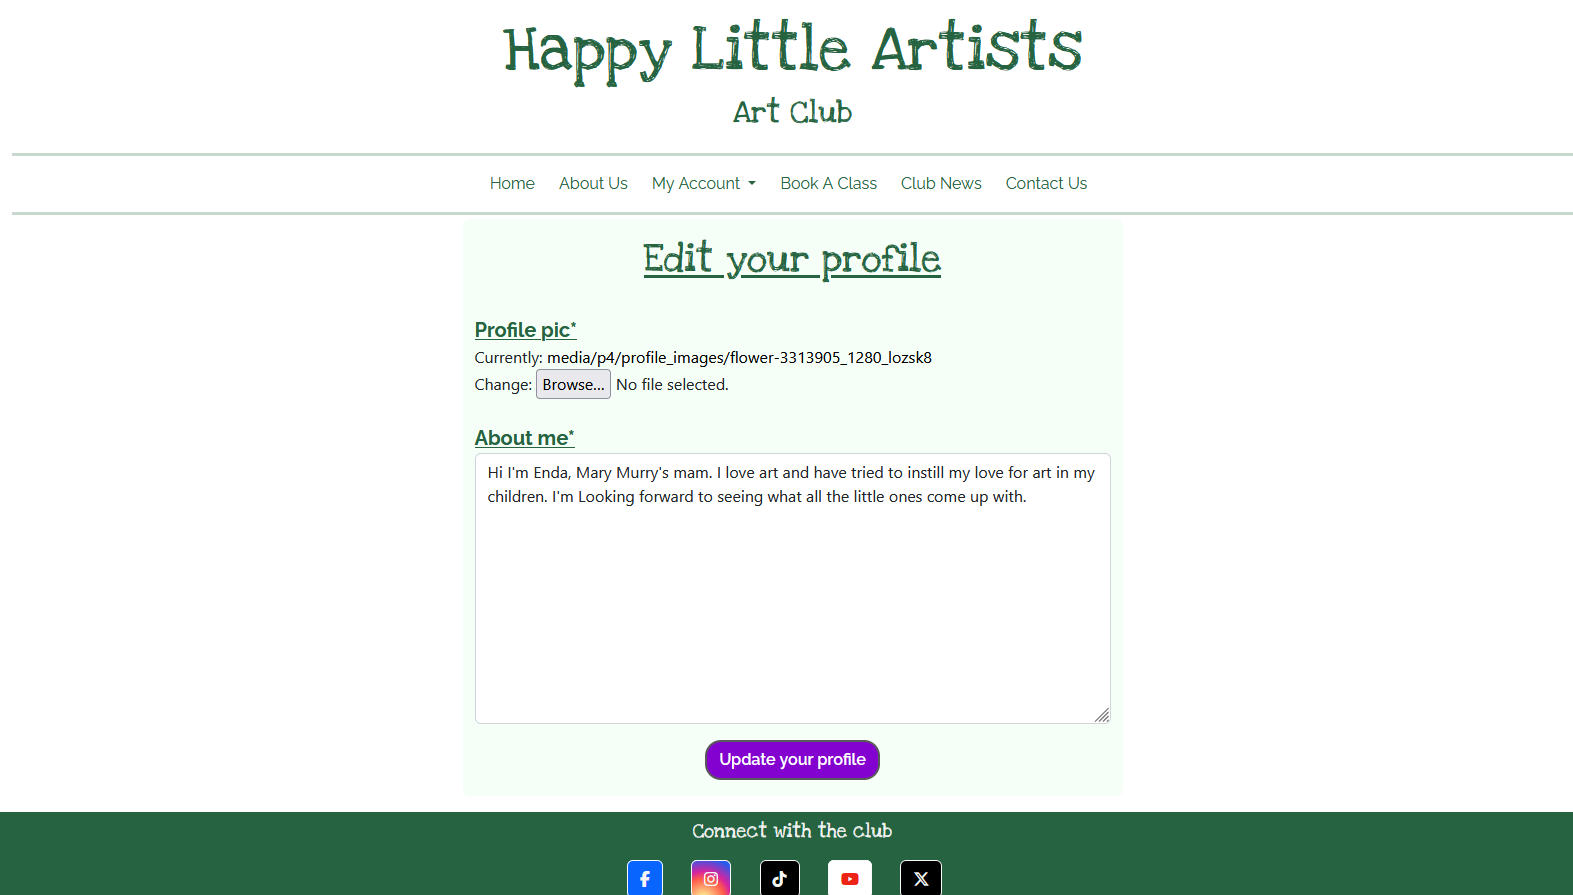 Happy Little Artists
Art Club
Home About Us My Account Book A Class Club News Contact Us
Edit your profile
Profile pic*
Currently: media/p4/profile_images/flower-3313905_1280_lozsk8
Change: Browse... No file selected.
About me*
Hi I'm Enda, Mary Murry's mam. I love art and have tried to instill my love for art in my
children. I'm Looking forward to seeing what all the little ones come up with.
Update your profile
Connect with the club